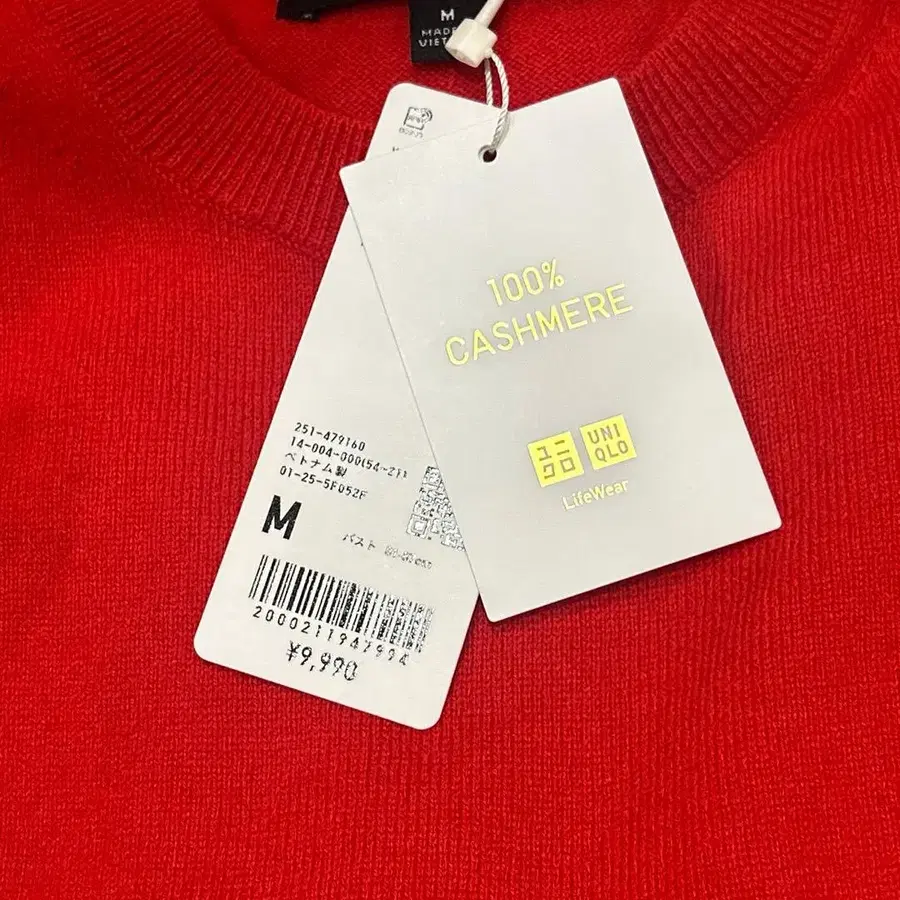 M
MADE
VIET
100%
CASHMERE
ユニ
クロ
UNI
QLO
LifeWear
251-479160
14-004-000(54-21)
ベトナム製
01-25-5F052F
M
バスト
2000211947994
¥9,990